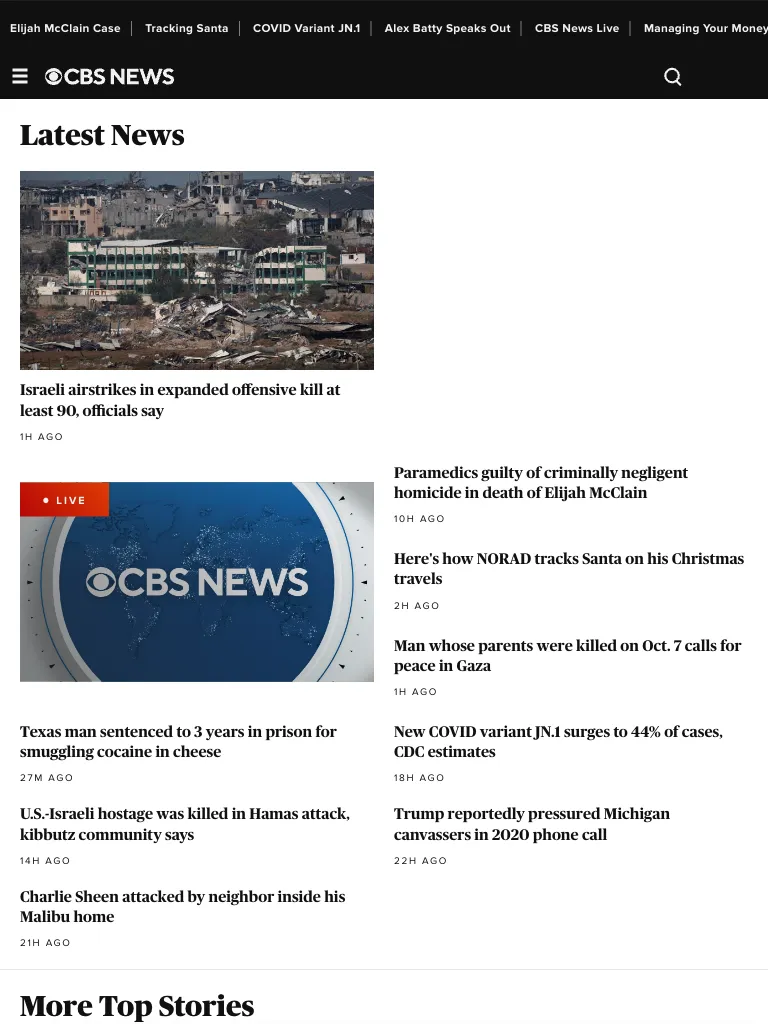 Elijah McClain Case
Tracking Santa
COVID Variant JN.1
Alex Batty Speaks Out
CBS News Live
Managing Your Money
CBS NEWS
Latest News
Israeli airstrikes in expanded offensive kill at
least 90, officials say
1H AGO
LIVE
CBS NEWS
Paramedics guilty of criminally negligent
homicide in death of Elijah McClain
10H AGO
Here's how NORAD tracks Santa on his Christmas
travels
2H AGO
Man whose parents were killed on Oct. 7 calls for
peace in Gaza
1H AGO
Texas man sentenced to 3 years in prison for
smuggling cocaine in cheese
27M AGO
New COVID variant JN.1 surges to 44% of cases,
CDC estimates
18H AGO
U.S.-Israeli hostage was killed in Hamas attack,
kibbutz community says
14H AGO
Trump reportedly pressured Michigan
canvassers in 2020 phone call
22H AGO
Charlie Sheen attacked by neighbor inside his
Malibu home
21H AGO
More Top Stories